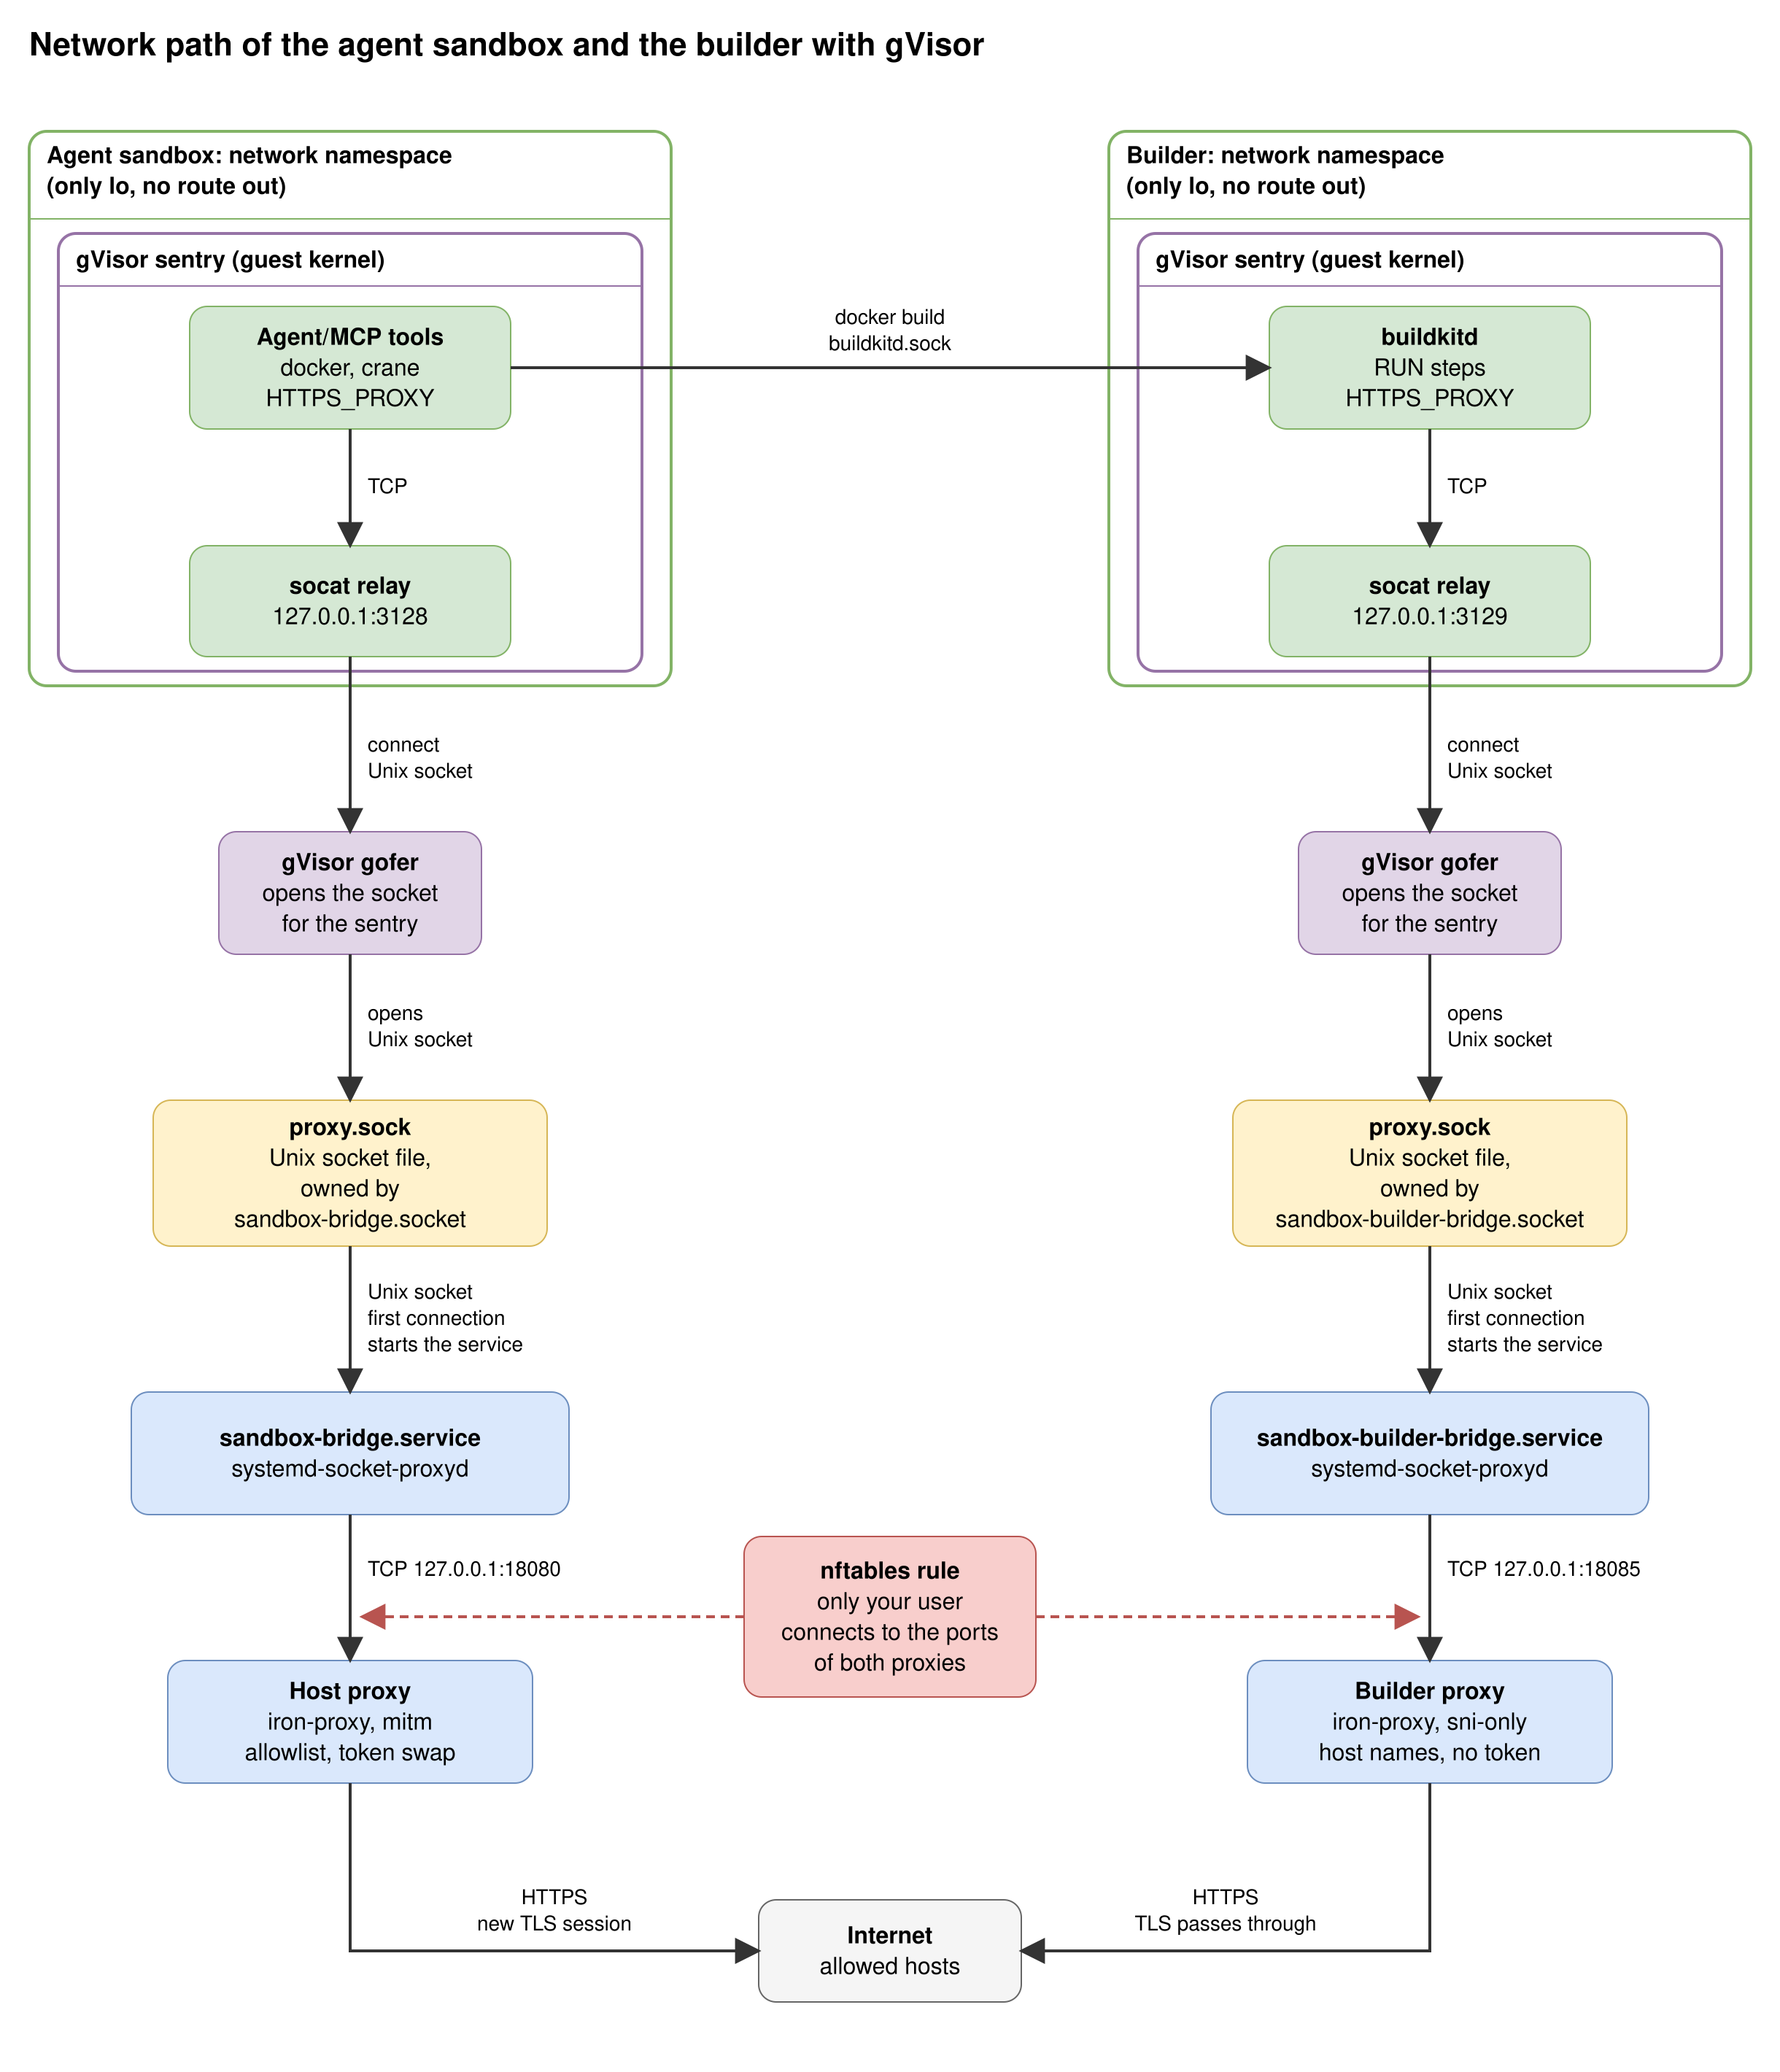 Network path of the agent sandbox and the builder with gVisor
Agent sandbox: network namespace
(only lo, no route out)
gVisor sentry (guest kernel)
Agent/MCP tools
docker, crane
HTTPS_PROXY
TCP
socat relay
127.0.0.1:3128
docker build
buildkitd.sock
Builder: network namespace
(only lo, no route out)
gVisor sentry (guest kernel)
buildkitd
RUN steps
HTTPS_PROXY
TCP
socat relay
127.0.0.1:3129
connect
Unix socket
gVisor gofer
opens the socket
for the sentry
opens
Unix socket
proxy.sock
Unix socket file,
owned by
sandbox-bridge.socket
Unix socket
first connection
starts the service
sandbox-bridge.service
systemd-socket-proxyd
TCP 127.0.0.1:18080
Host proxy
iron-proxy, mitm
allowlist, token swap
HTTPS
new TLS session
connect
Unix socket
gVisor gofer
opens the socket
for the sentry
opens
Unix socket
proxy.sock
Unix socket file,
owned by
sandbox-builder-bridge.socket
Unix socket
first connection
starts the service
sandbox-builder-bridge.service
systemd-socket-proxyd
TCP 127.0.0.1:18085
nftables rule
only your user
connects to the ports
of both proxies
Builder proxy
iron-proxy, sni-only
host names, no token
HTTPS
TLS passes through
Internet
allowed hosts